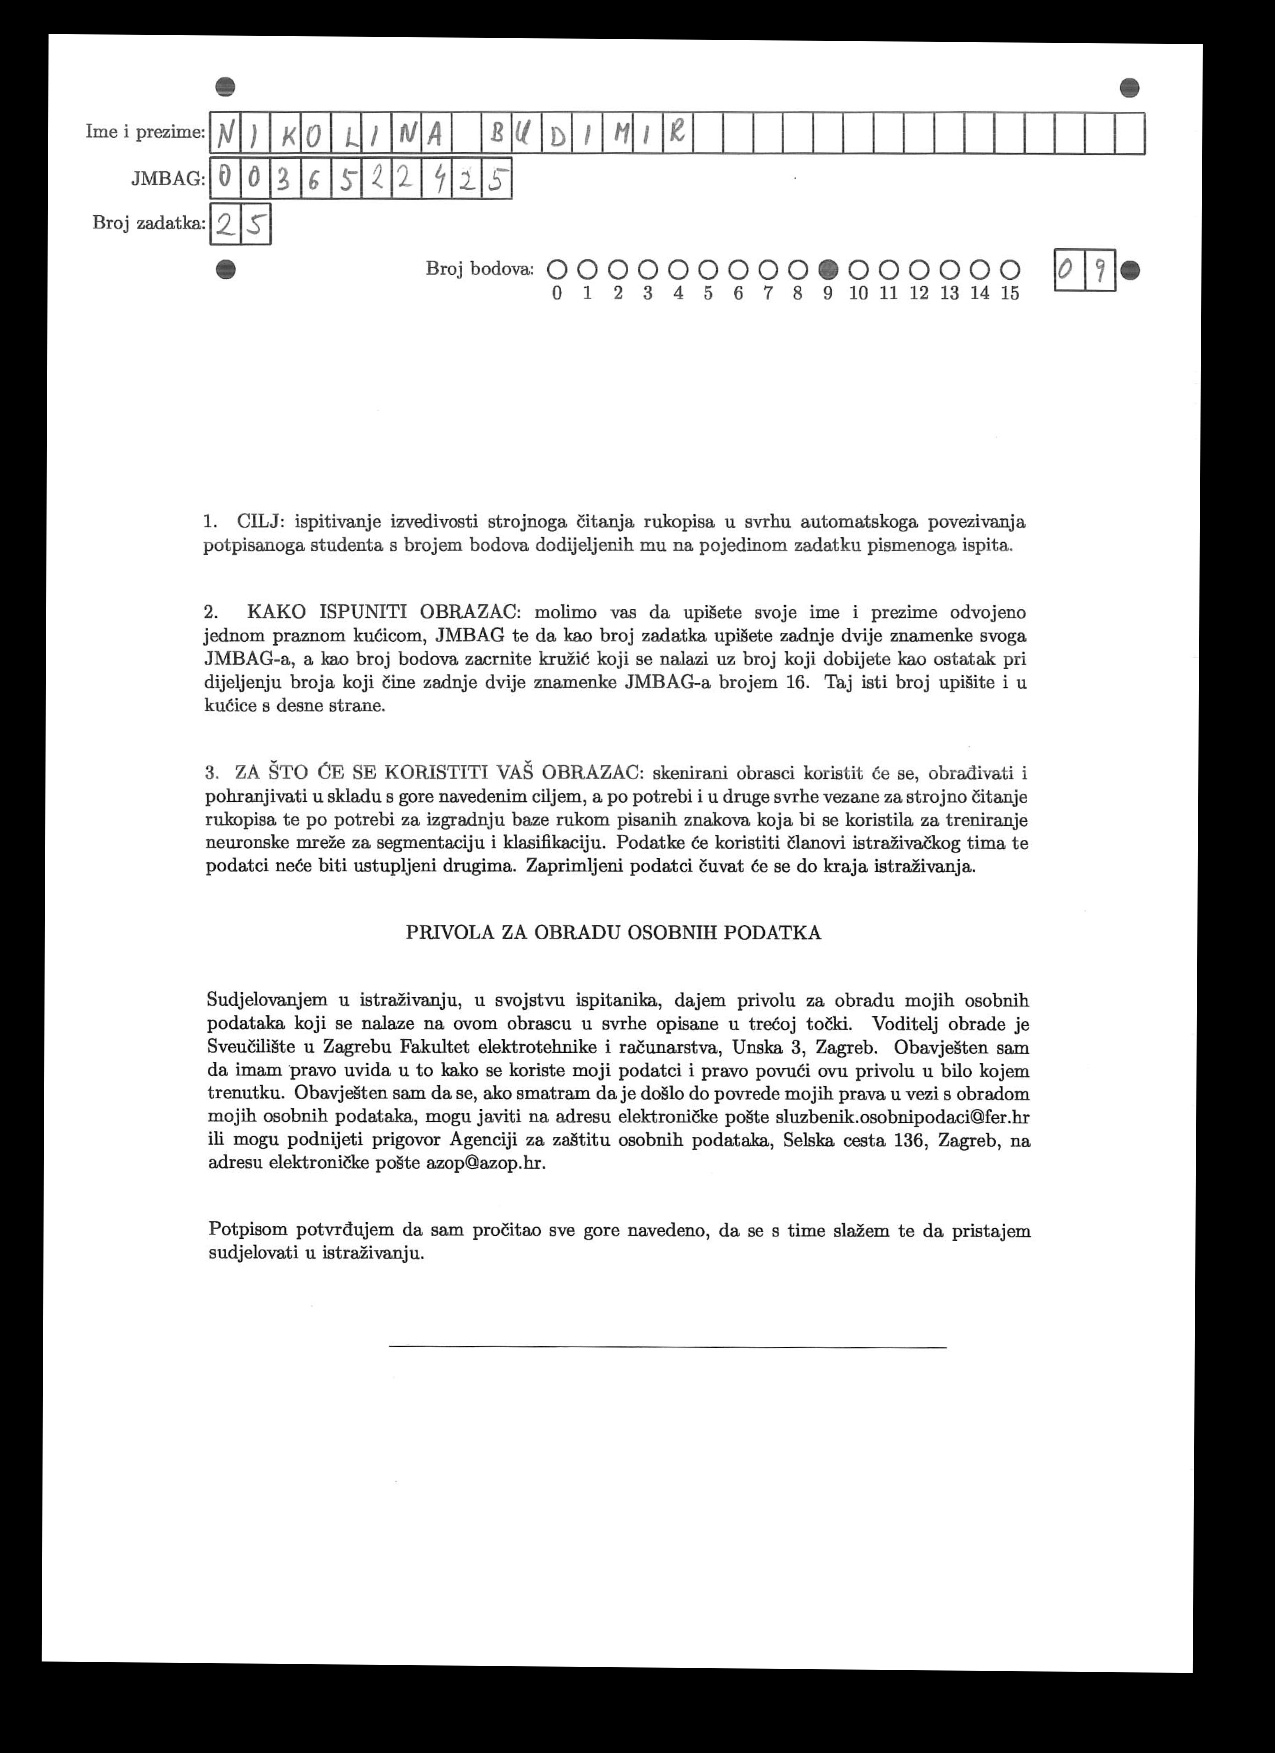 Ime i prezime: NIKOLINA BUDIMIR
JMBAG: 0036522425
Broj zadatka: 25
Broj bodova: 09
0 1 2 3 4 5 6 7 8 9 10 11 12 13 14 15
1. CILJ: ispitivanje izvedivosti strojnoga čitanja rukopisa u svrhu automatskoga povezivanja
potpisanoga studenta s brojem bodova dodijeljenih mu na pojedinom zadatku pismenoga ispita.
2. KAKO ISPUNITI OBRAZAC: molimo vas da upišete svoje ime i prezime odvojeno
jednom praznom kućicom, JMBAG te da kao broj zadatka upišete zadnje dvije znamenke svoga
JMBAG-a, a kao broj bodova zacrnite kružić koji se nalazi uz broj koji dobijete kao ostatak pri
dijeljenju broja koji čine zadnje dvije znamenke JMBAG-a brojem 16. Taj isti broj upišite i u
kućice s desne strane.
3. ZA ŠTO ĆE SE KORISTITI VAŠ OBRAZAC: skenirani obrasci koristit će se, obrađivati i
pohranjivati u skladu s gore navedenim ciljem, a po potrebi i u druge svrhe vezane za strojno čitanje
rukopisa te po potrebi za izgradnju baze rukom pisanih znakova koja bi se koristila za treniranje
neuronske mreže za segmentaciju i klasifikaciju. Podatke će koristiti članovi istraživačkog tima te
podatci neće biti ustupljeni drugima. Zaprimljeni podatci čuvat će se do kraja istraživanja.
PRIVOLA ZA OBRADU OSOBNIH PODATKA
Sudjelovanjem u istraživanju, u svojstvu ispitanika, dajem privolu za obradu mojih osobnih
podataka koji se nalaze na ovom obrascu u svrhe opisane u trećoj točki. Voditelj obrade je
Sveučilište u Zagrebu Fakultet elektrotehnike i računarstva, Unska 3, Zagreb. Obavješten sam
da imam pravo uvida u to kako se koriste moji podatci i pravo povući ovu privolu u bilo kojem
trenutku. Obavješten sam da se, ako smatram da je došlo do povrede mojih prava u vezi s obradom
mojih osobnih podataka, mogu javiti na adresu elektroničke pošte sluzbenik.osobnipodaci@fer.hr
ili mogu podnijeti prigovor Agenciji za zaštitu osobnih podataka, Selska cesta 136, Zagreb, na
adresu elektroničke pošte azop@azop.hr.
Potpisom potvrđujem da sam pročitao sve gore navedeno, da se s time slažem te da pristajem
sudjelovati u istraživanju.